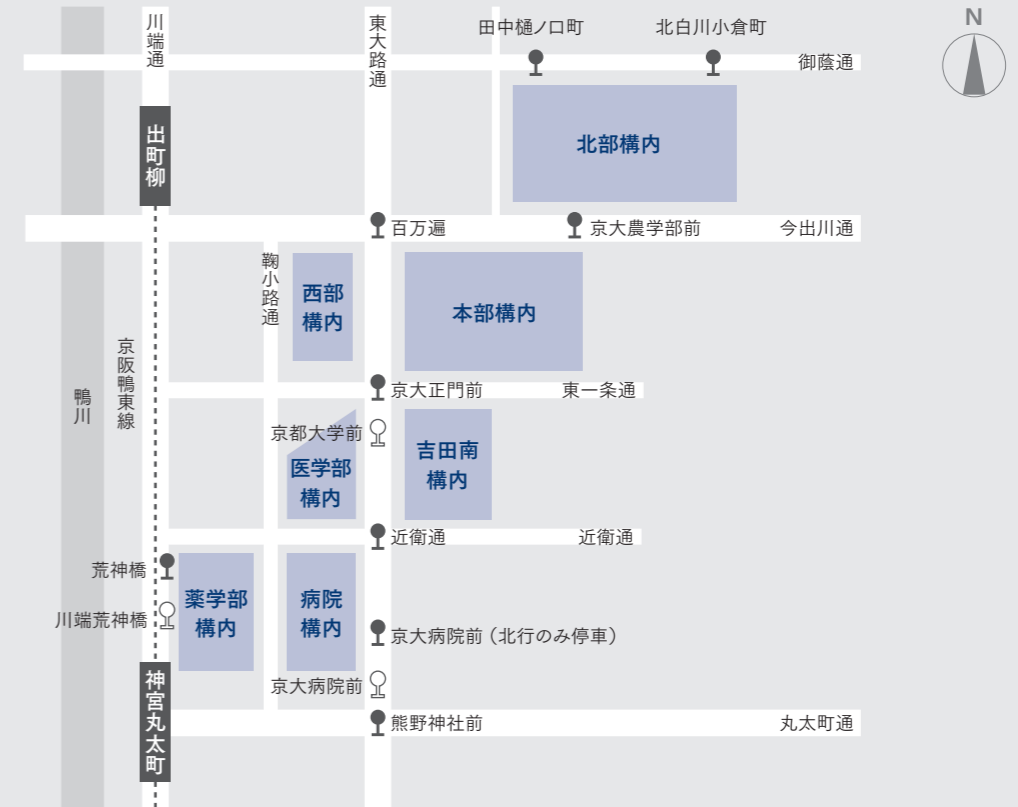 川端通
東大路通
田中樋ノ口町
北白川小倉町
N
御蔭通
出町柳
北部構内
百万遍
京大農学部前
今出川通
鞠小路通
西部
構内
本部構内
京阪鴨東線
鴨川
京大正門前
東一条通
京都大学前
医学部
構内
吉田南
構内
近衛通
近衛通
荒神橋
川端荒神橋
薬学部
構内
病院
構内
京大病院前（北行のみ停車）
京大病院前
神宮丸太町
熊野神社前
丸太町通